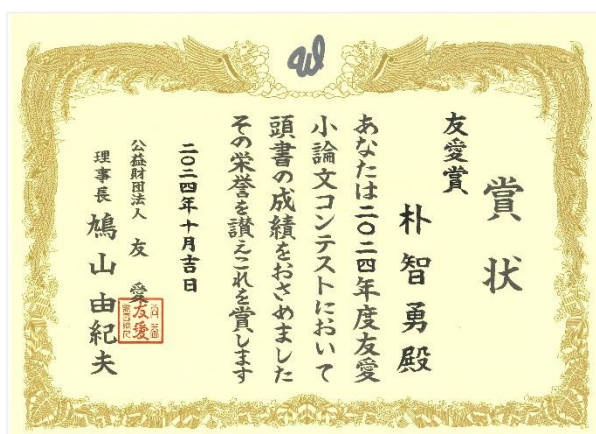 賞状
友愛賞
朴智勇殿
あなたは二〇二四年度友愛
小論文コンテストにおいて
頭書の成績をおさめました
その栄誉を讃えこれを賞します
二〇二四年十月吉日
公益財団法人 友愛
理事長 鳩山由紀夫